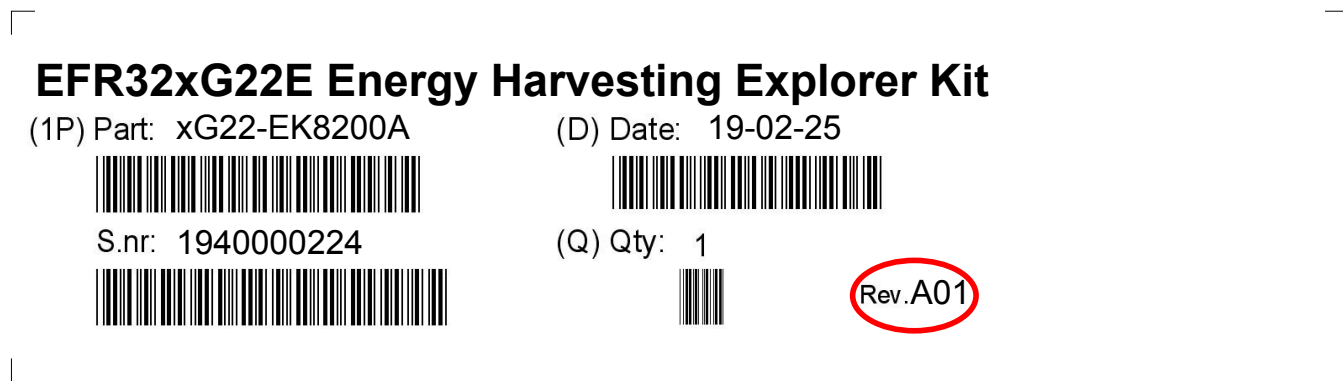 EFR32xG22E Energy Harvesting Explorer Kit
(1P) Part: xG22-EK8200A (D) Date: 19-02-25
S.nr: 1940000224 (Q) Qty: 1
Rev.A01